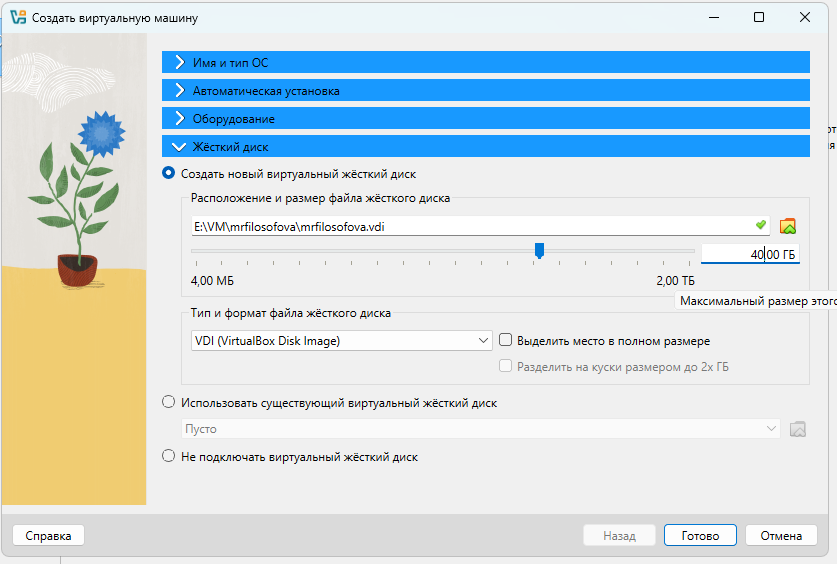 Создать виртуальную машину
Имя и тип ОС
Автоматическая установка
Оборудование
Жёсткий диск
Создать новый виртуальный жёсткий диск
Расположение и размер файла жёсткого диска
E:\VM\mrfilosofova\mrfilosofova.vdi
40,00 ГБ
4,00 МБ
2,00 ТБ
Максимальный размер этого
Тип и формат файла жёсткого диска
VDI (VirtualBox Disk Image)
Выделить место в полном размере
Разделить на куски размером до 2х ГБ
Использовать существующий виртуальный жёсткий диск
Пусто
Не подключать виртуальный жёсткий диск
Справка
Назад
Готово
Отмена